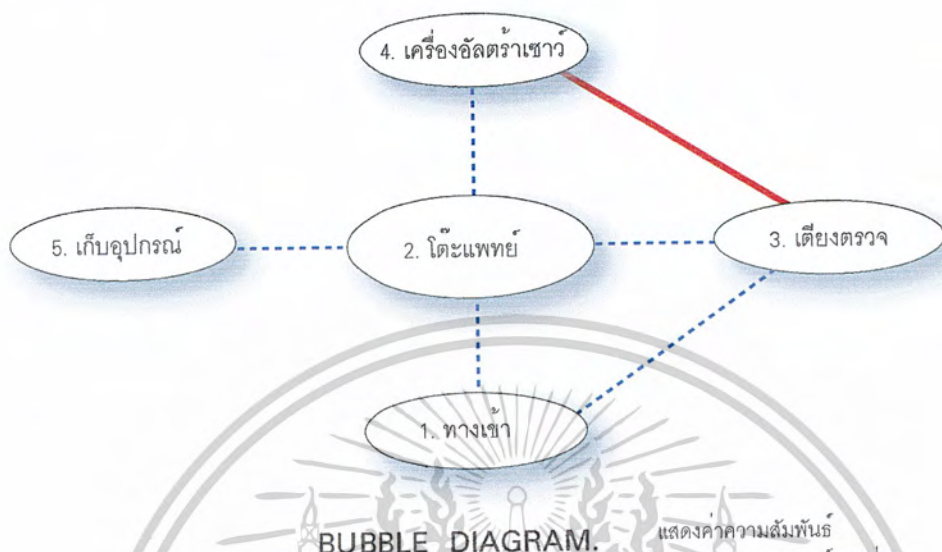 4. เครื่องอัลตร้าเซาว์
5. เก็บอุปกรณ์
2. โต๊ะแพทย์
3. เตียงตรวจ
1. ทางเข้า
BUBBLE DIAGRAM.
แสดงค่าความสัมพันธ์